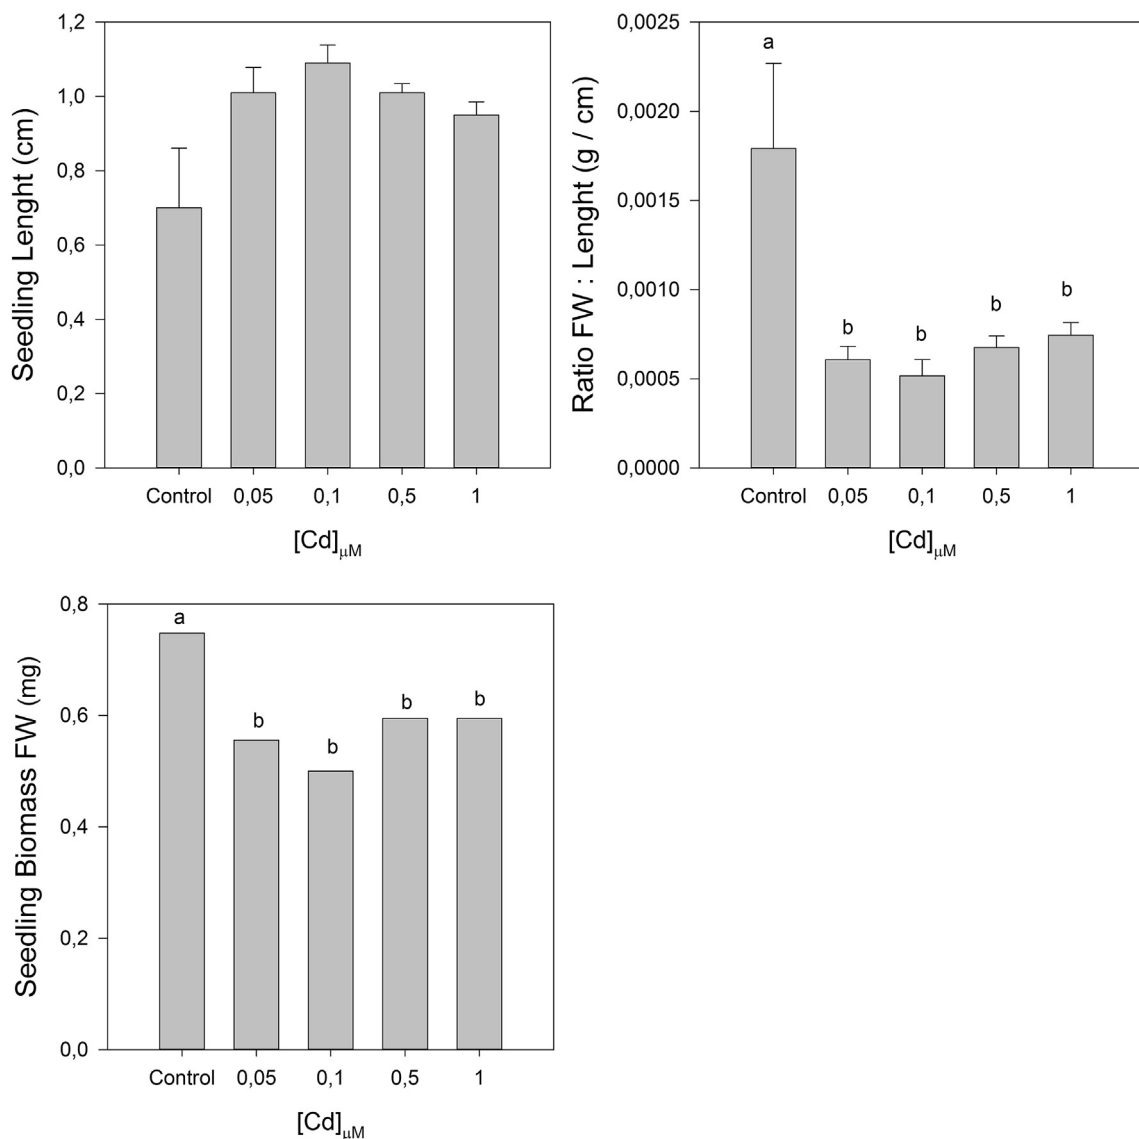 Seedling Lenght (cm)
1,2
1,0
0,8
0,6
0,4
0,2
0,0
Control 0,05 0,1 0,5 1
[Cd]μM
Ratio FW : Lenght (g / cm)
0,0025
0,0020
0,0015
0,0010
0,0005
0,0000
a
b
b
b
b
Control 0,05 0,1 0,5 1
[Cd]μM
Seedling Biomass FW (mg)
0,8
0,6
0,4
0,2
0,0
a
b
b
b
b
Control 0,05 0,1 0,5 1
[Cd]μM